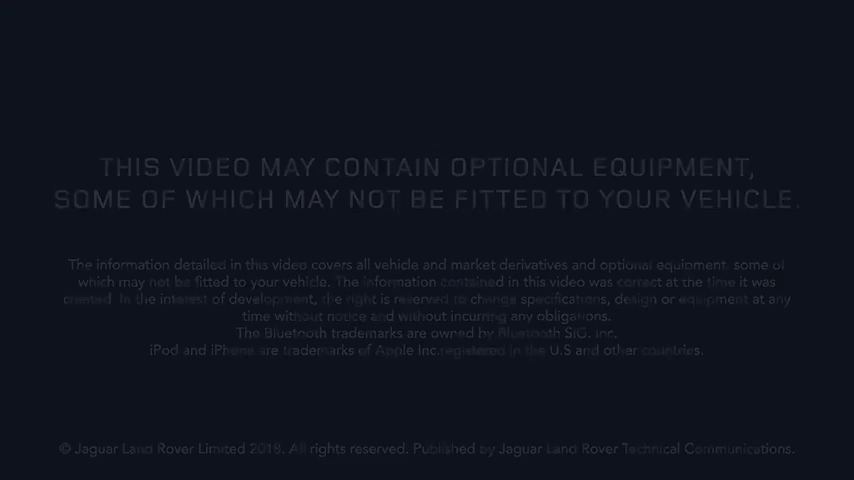 THIS VIDEO MAY CONTAIN OPTIONAL EQUIPMENT,
SOME OF WHICH MAY NOT BE FITTED TO YOUR VEHICLE.
The information detailed in this video covers all vehicle and market derivatives and optional equipment, some of
which may not be fitted to your vehicle. The information contained in this video was correct at the time it was
created. In the interest of development, the right is reserved to change specifications, design or equipment at any
time without notice and without incurring any obligations.
The Bluetooth trademarks are owned by Bluetooth SIG, inc.
iPod and iPhone are trademarks of Apple Inc.registered in the U.S and other countries.
© Jaguar Land Rover Limited 2018. All rights reserved. Published by Jaguar Land Rover Technical Communications.